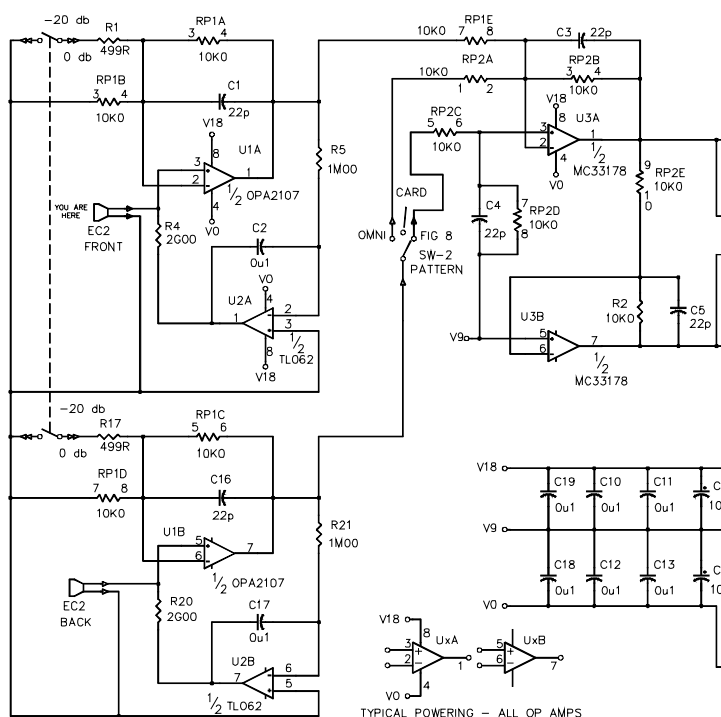 -20 db
R1
499R
0 db
RP1A
3 4
10K0
RP1B
3 4
10K0
C1
22p
V18
8
U1A
3
2
1
1/2 OPA2107
4
V0
YOU ARE
HERE
EC2
FRONT
R4
2G00
C2
0u1
R5
1M00
V0
4
U2A
1
2
3
8
1/2
TL062
V18
10K0
RP1E
7 8
C3
22p
10K0
RP2A
1 2
RP2B
3 4
10K0
RP2C
5 6
10K0
V18
8
U3A
3
2
1
4
1/2
MC33178
V0
9
RP2E
10K0
1
0
CARD
OMNI
FIG 8
SW-2
PATTERN
C4
22p
7
RP2D
10K0
8
V9
U3B
5
6
7
1/2
MC33178
R2
10K0
C5
22p
-20 db
R17
499R
0 db
RP1C
5 6
10K0
RP1D
7 8
10K0
C16
22p
U1B
5
6
7
1/2 OPA2107
EC2
BACK
R20
2G00
C17
0u1
R21
1M00
U2B
7
6
5
1/2 TL062
V18
C19
0u1
C10
0u1
C11
0u1
C
10
V9
C18
0u1
C12
0u1
C13
0u1
C
10
V0
V18
8
UxA
3
2
1
4
V0
UxB
5
6
7
TYPICAL POWERING - ALL OP AMPS